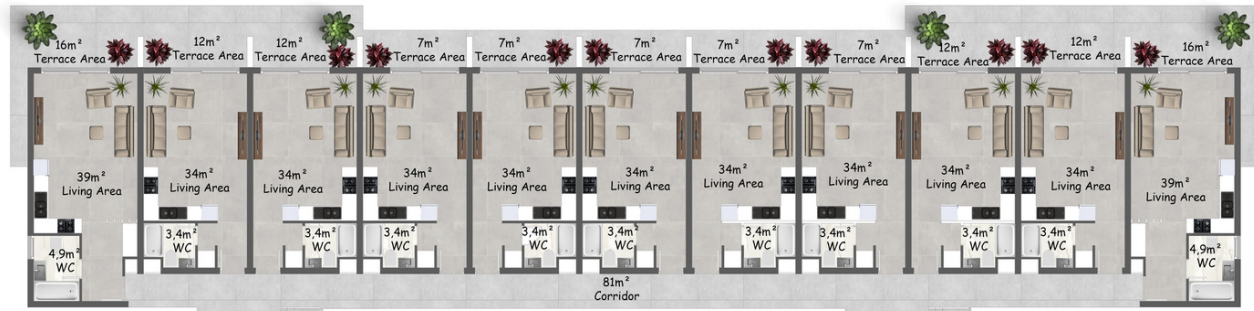 16m²
Terrace Area
12m²
Terrace Area
12m²
Terrace Area
7m²
Terrace Area
7m²
Terrace Area
7m²
Terrace Area
7m²
Terrace Area
7m²
Terrace Area
12m²
Terrace Area
12m²
Terrace Area
16m²
Terrace Area
39m²
Living Area
34m²
Living Area
34m²
Living Area
34m²
Living Area
34m²
Living Area
34m²
Living Area
34m²
Living Area
34m²
Living Area
34m²
Living Area
34m²
Living Area
39m²
Living Area
4,9m²
WC
3,4m²
WC
3,4m²
WC
3,4m²
WC
3,4m²
WC
3,4m²
WC
3,4m²
WC
3,4m²
WC
3,4m²
WC
3,4m²
WC
4,9m²
WC
81m²
Corridor